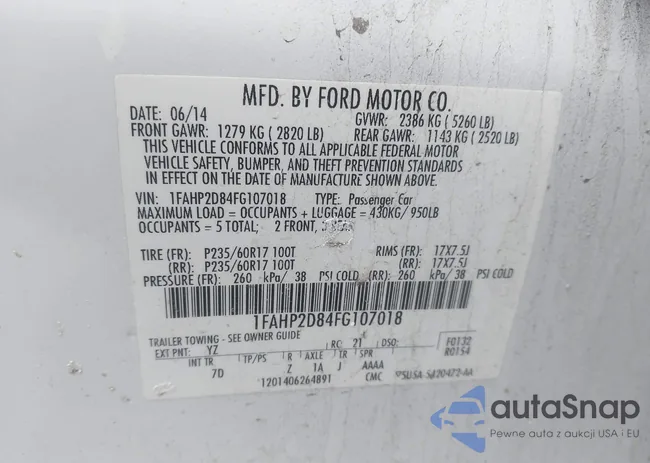 MFD. BY FORD MOTOR CO.
DATE: 06/14 GVWR: 2386 KG ( 5260 LB)
FRONT GAWR: 1279 KG ( 2820 LB) REAR GAWR: 1143 KG ( 2520 LB)
THIS VEHICLE CONFORMS TO ALL APPLICABLE FEDERAL MOTOR
VEHICLE SAFETY, BUMPER, AND THEFT PREVENTION STANDARDS
IN EFFECT ON THE DATE OF MANUFACTURE SHOWN ABOVE.
VIN: 1FAHP2D84FG107018 TYPE: Passenger Car
MAXIMUM LOAD = OCCUPANTS + LUGGAGE = 430KG/ 950LB
OCCUPANTS = 5 TOTAL; 2 FRONT, 3 REAR
TIRE (FR): P235/60R17 100T RIMS (FR): 17X7.5J
(RR): P235/60R17 100T (RR): 17X7.5J
PRESSURE (FR): 260 kPa/ 38 PSI COLD (RR): 260 kPa/ 38 PSI COLD
1FAHP2D84FG107018
TRAILER TOWING - SEE OWNER GUIDE
EXT PNT: YZ RC: 21 DSO: F0132
INT TR TP/PS R AXLE TR SPR R0154
7D Z 1A J AAAA
1201406264891 CMC
autaSnap
Pewne auta z aukcji USA i EU